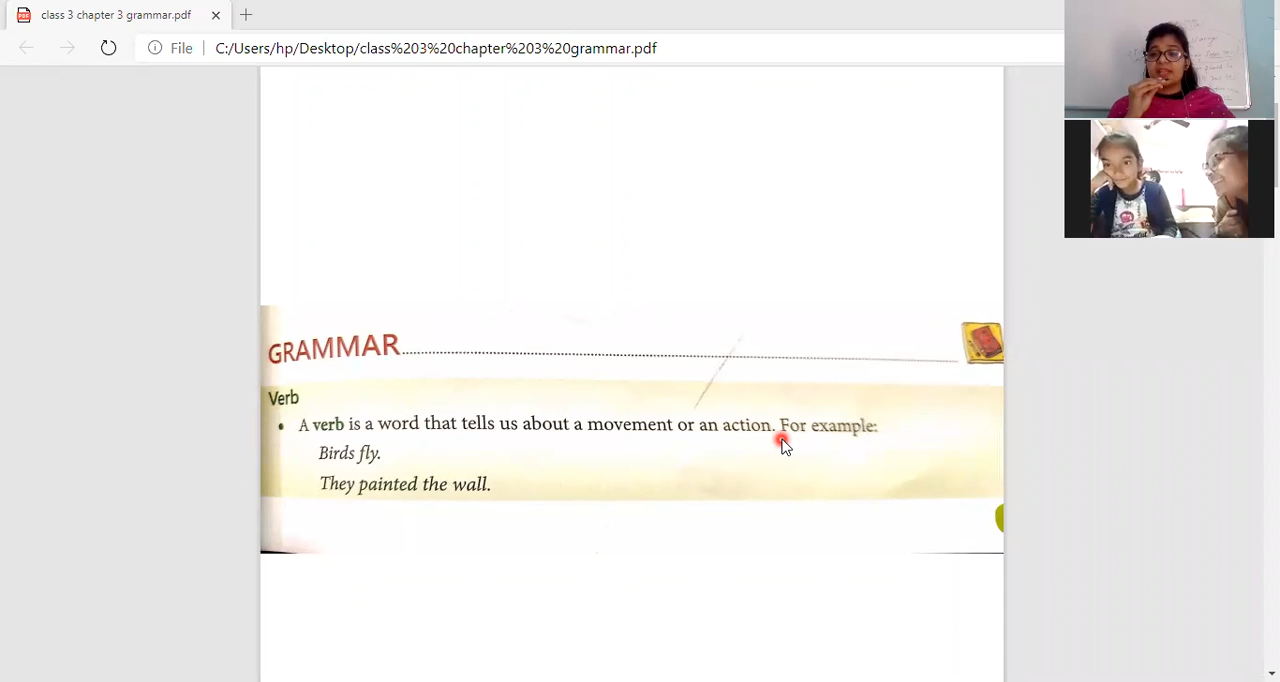 class 3 chapter 3 grammar.pdf
File
C:/Users/hp/Desktop/class%203%20chapter%203%20grammar.pdf
GRAMMAR
Verb
• A verb is a word that tells us about a movement or an action. For example:
Birds fly.
They painted the wall.